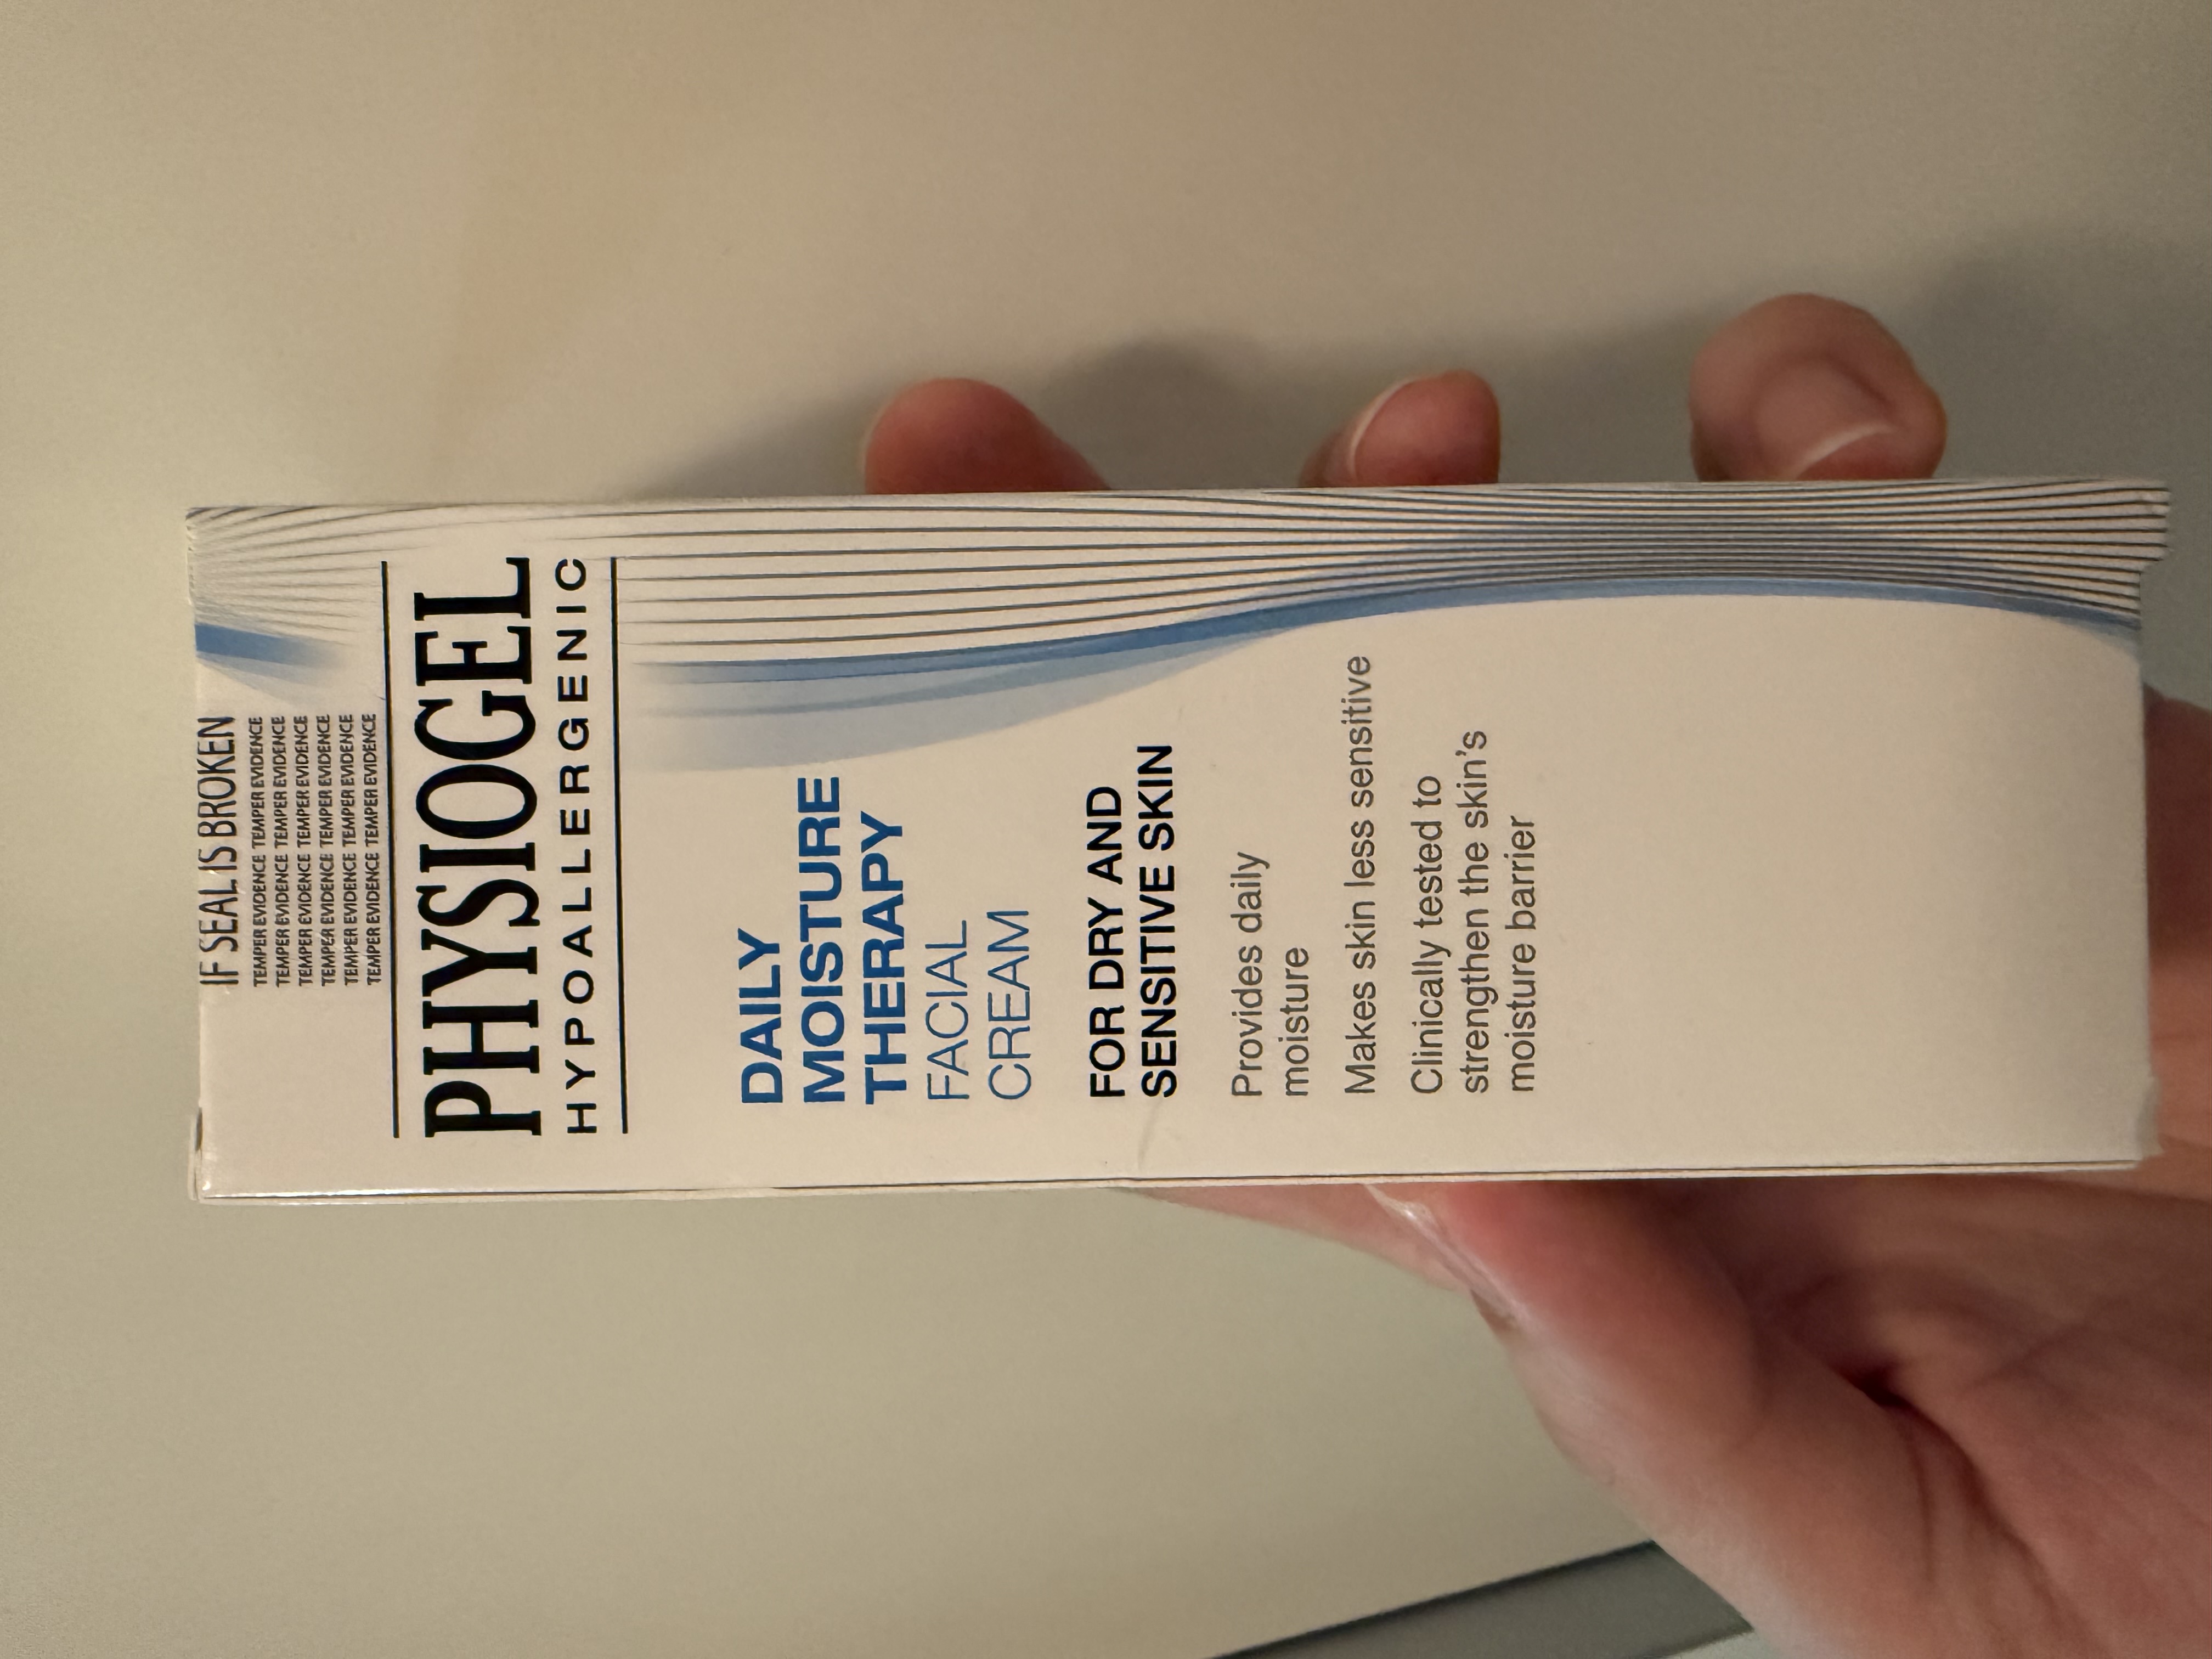 IF SEAL IS BROKEN
TEMPER EVIDENCE TEMPER EVIDENCE
TEMPER EVIDENCE TEMPER EVIDENCE
TEMPER EVIDENCE TEMPER EVIDENCE
TEMPER EVIDENCE TEMPER EVIDENCE
TEMPER EVIDENCE TEMPER EVIDENCE
TEMPER EVIDENCE TEMPER EVIDENCE
PHYSIOGEL
HYPOALLERGENIC
DAILY
MOISTURE
THERAPY
FACIAL
CREAM
FOR DRY AND
SENSITIVE SKIN
Provides daily
moisture
Makes skin less sensitive
Clinically tested to
strengthen the skin's
moisture barrier